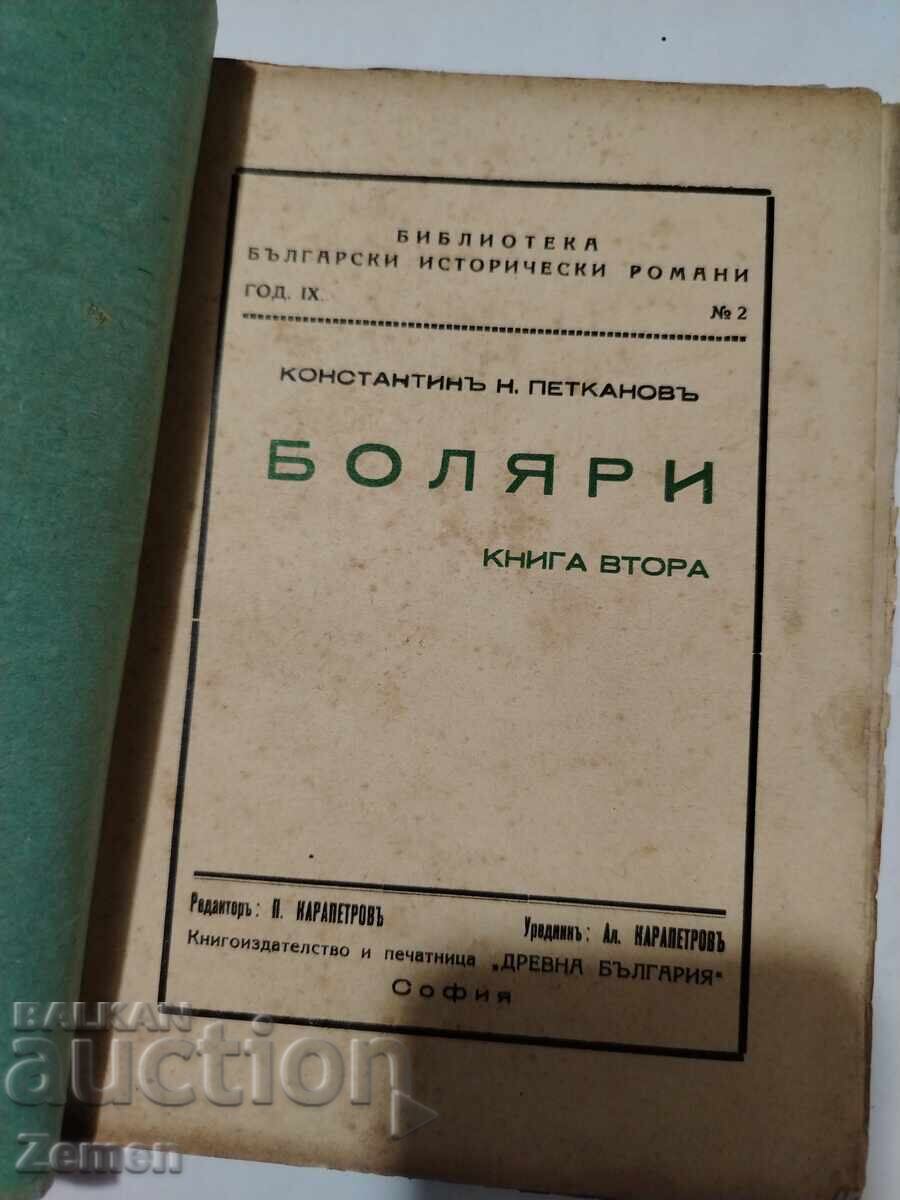 БИБЛИОТЕКА
БЪЛГАРСКИ ИСТОРИЧЕСКИ РОМАНИ
ГОД. IX. № 2
КОНСТАНТИНЪ Н. ПЕТКАНОВЪ
БОЛЯРИ
КНИГА ВТОРА
Редакторъ: П. КАРАПЕТРОВЪ Уредникъ: Ал. КАРАПЕТРОВЪ
Книгоиздателство и печатница „ДРЕВНА БЪЛГАРИЯ“
София
BALKAN
auction
Zemen